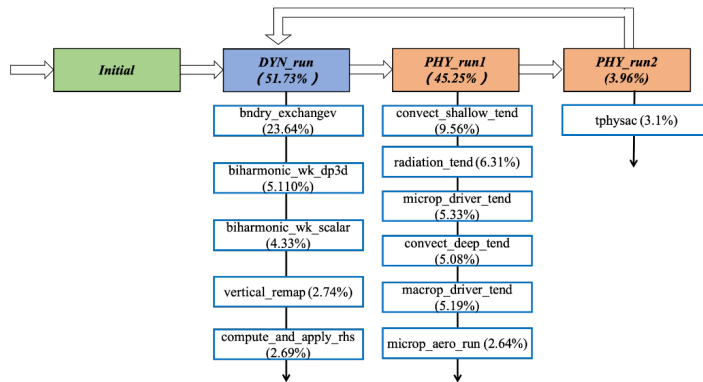 Initial
DYN_run
（51.73%）
PHY_run1
（45.25%）
PHY_run2
(3.96%)
bndry_exchangev
(23.64%)
biharmonic_wk_dp3d
(5.110%)
biharmonic_wk_scalar
(4.33%)
vertical_remap (2.74%)
compute_and_apply_rhs
(2.69%)
convect_shallow_tend
(9.56%)
radiation_tend (6.31%)
microp_driver_tend
(5.33%)
convect_deep_tend
(5.08%)
macrop_driver_tend
(5.19%)
microp_aero_run (2.64%)
tphysac (3.1%)